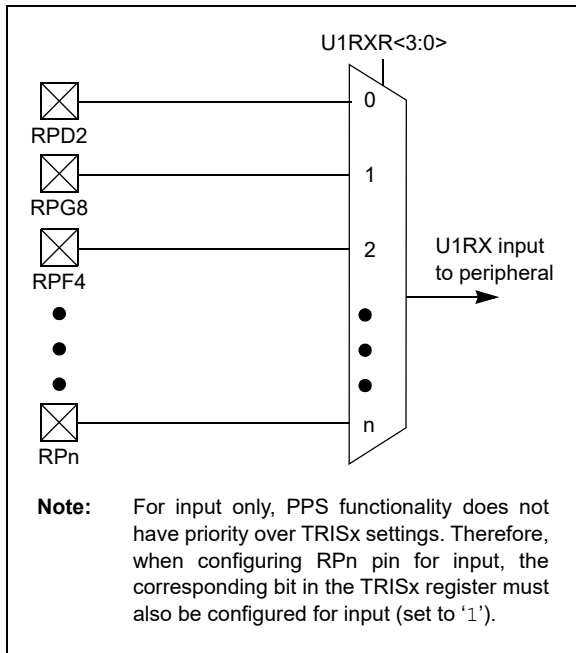 U1RXR<3:0>
0
RPD2
1
RPG8
2
RPF4
U1RX input
to peripheral
n
RPn
Note: For input only, PPS functionality does not
have priority over TRISx settings. Therefore,
when configuring RPn pin for input, the
corresponding bit in the TRISx register must
also be configured for input (set to ‘1’).